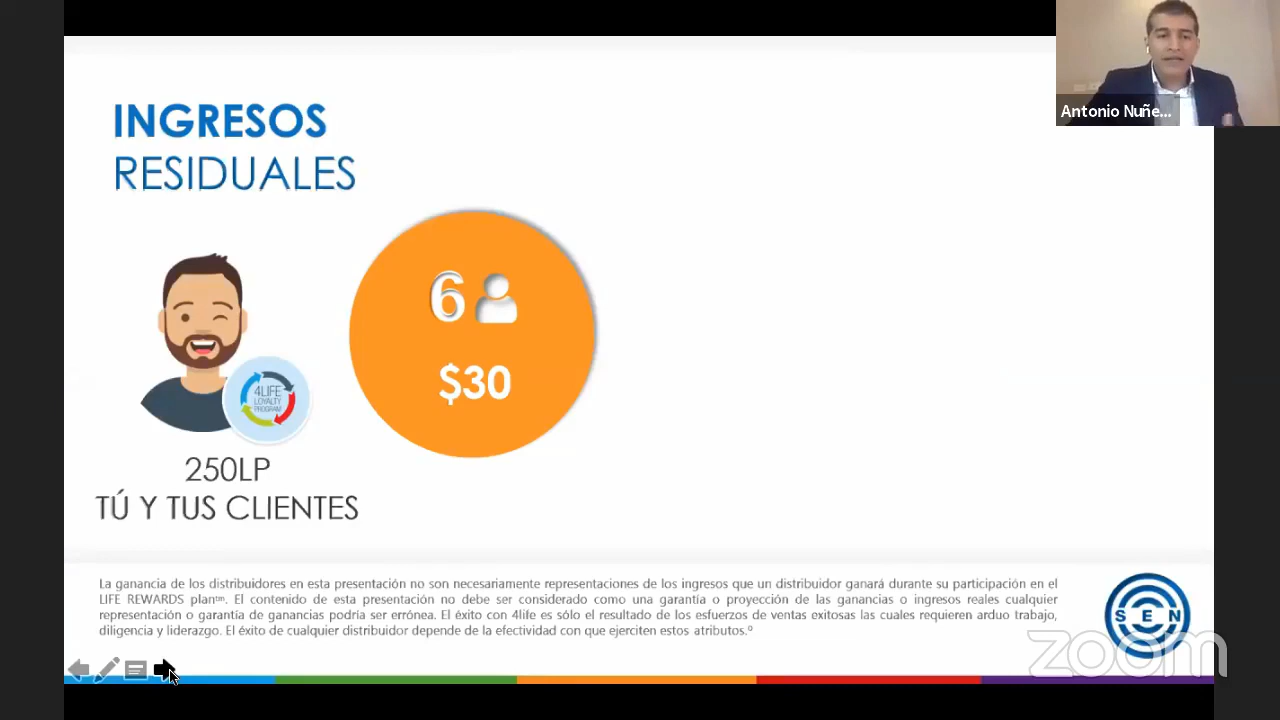 INGRESOS
RESIDUALES
Antonio Nuñe...
6
$30
4LIFE
LOYALTY
PROGRAM
250LP
TÚ Y TUS CLIENTES
La ganancia de los distribuidores en esta presentación no son necesariamente representaciones de los ingresos que un distribuidor ganará durante su participación en el
LIFE REWARDS plan™. El contenido de esta presentación no debe ser considerado como una garantía o proyección de las ganancias o ingresos reales cualquier
representación o garantía de ganancias podría ser errónea. El éxito con 4life es sólo el resultado de los esfuerzos de ventas exitosas las cuales requieren arduo trabajo,
diligencia y liderazgo. El éxito de cualquier distribuidor depende de la efectividad con que ejerciten estos atributos.º
SEN
zoom